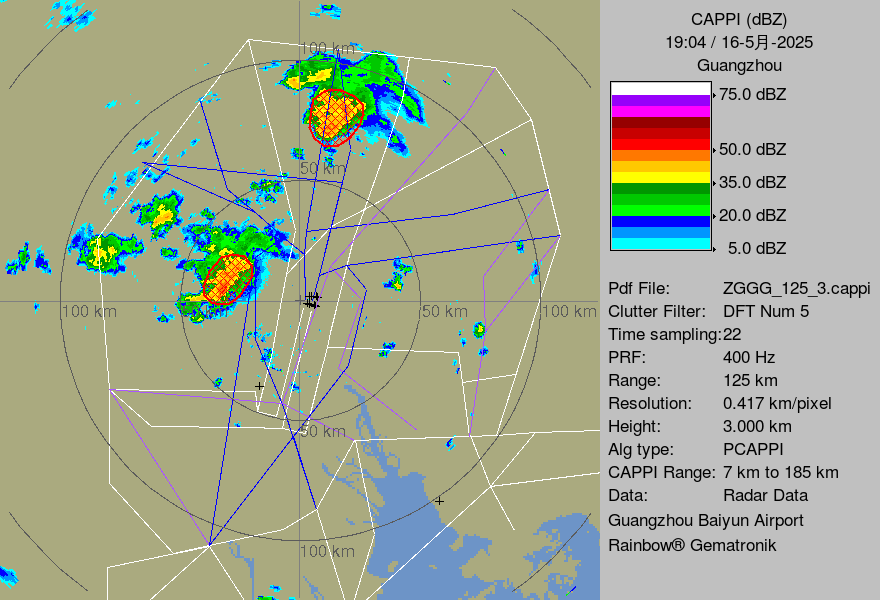 CAPPI (dBZ)
19:04 / 16-5月-2025
Guangzhou
75.0 dBZ
50.0 dBZ
35.0 dBZ
20.0 dBZ
5.0 dBZ
Pdf File: ZGGG_125_3.cappi
Clutter Filter: DFT Num 5
Time sampling:22
PRF: 400 Hz
Range: 125 km
Resolution: 0.417 km/pixel
Height: 3.000 km
Alg type: PCAPPI
CAPPI Range: 7 km to 185 km
Data: Radar Data
Guangzhou Baiyun Airport
Rainbow® Gematronik
100 km
50 km
100 km
50 km
100 km
50 km
100 km